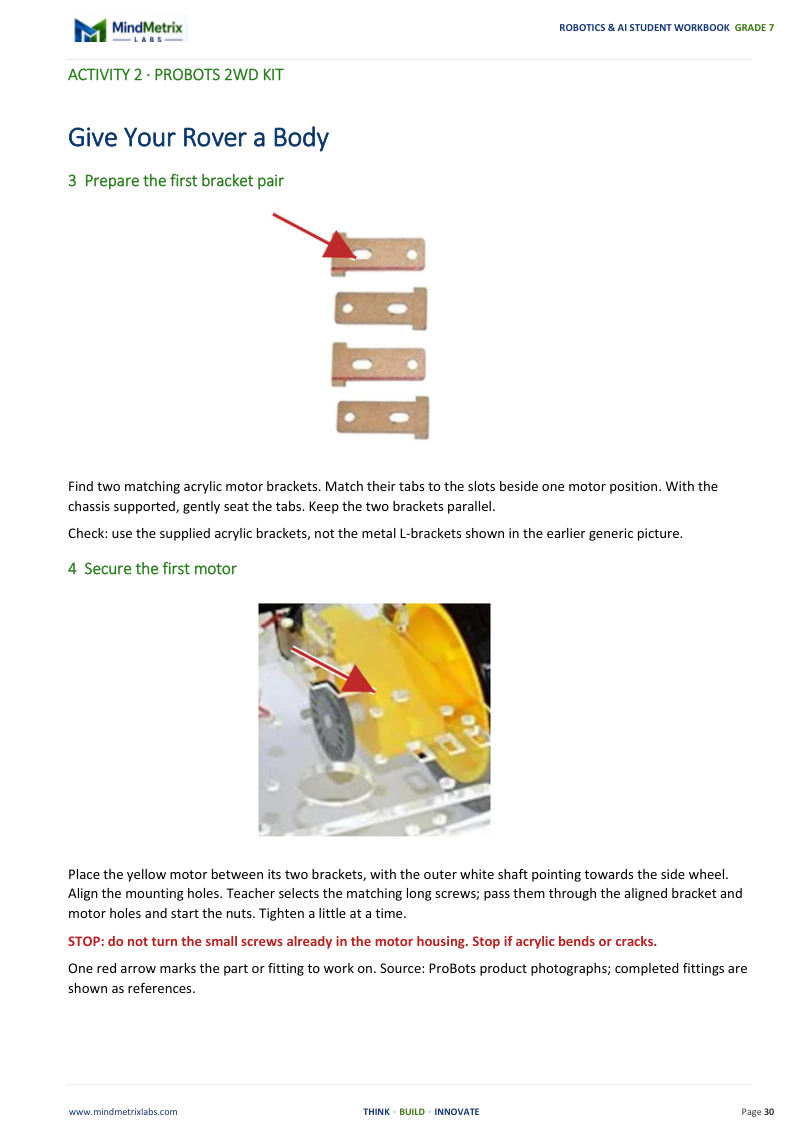 MindMetrix
LABS
ROBOTICS & AI STUDENT WORKBOOK GRADE 7
ACTIVITY 2 · PROBOTS 2WD KIT
Give Your Rover a Body
3 Prepare the first bracket pair
Find two matching acrylic motor brackets. Match their tabs to the slots beside one motor position. With the
chassis supported, gently seat the tabs. Keep the two brackets parallel.
Check: use the supplied acrylic brackets, not the metal L-brackets shown in the earlier generic picture.
4 Secure the first motor
Place the yellow motor between its two brackets, with the outer white shaft pointing towards the side wheel.
Align the mounting holes. Teacher selects the matching long screws; pass them through the aligned bracket and
motor holes and start the nuts. Tighten a little at a time.
STOP: do not turn the small screws already in the motor housing. Stop if acrylic bends or cracks.
One red arrow marks the part or fitting to work on. Source: ProBots product photographs; completed fittings are
shown as references.
www.mindmetrixlabs.com
THINK • BUILD • INNOVATE
Page 30